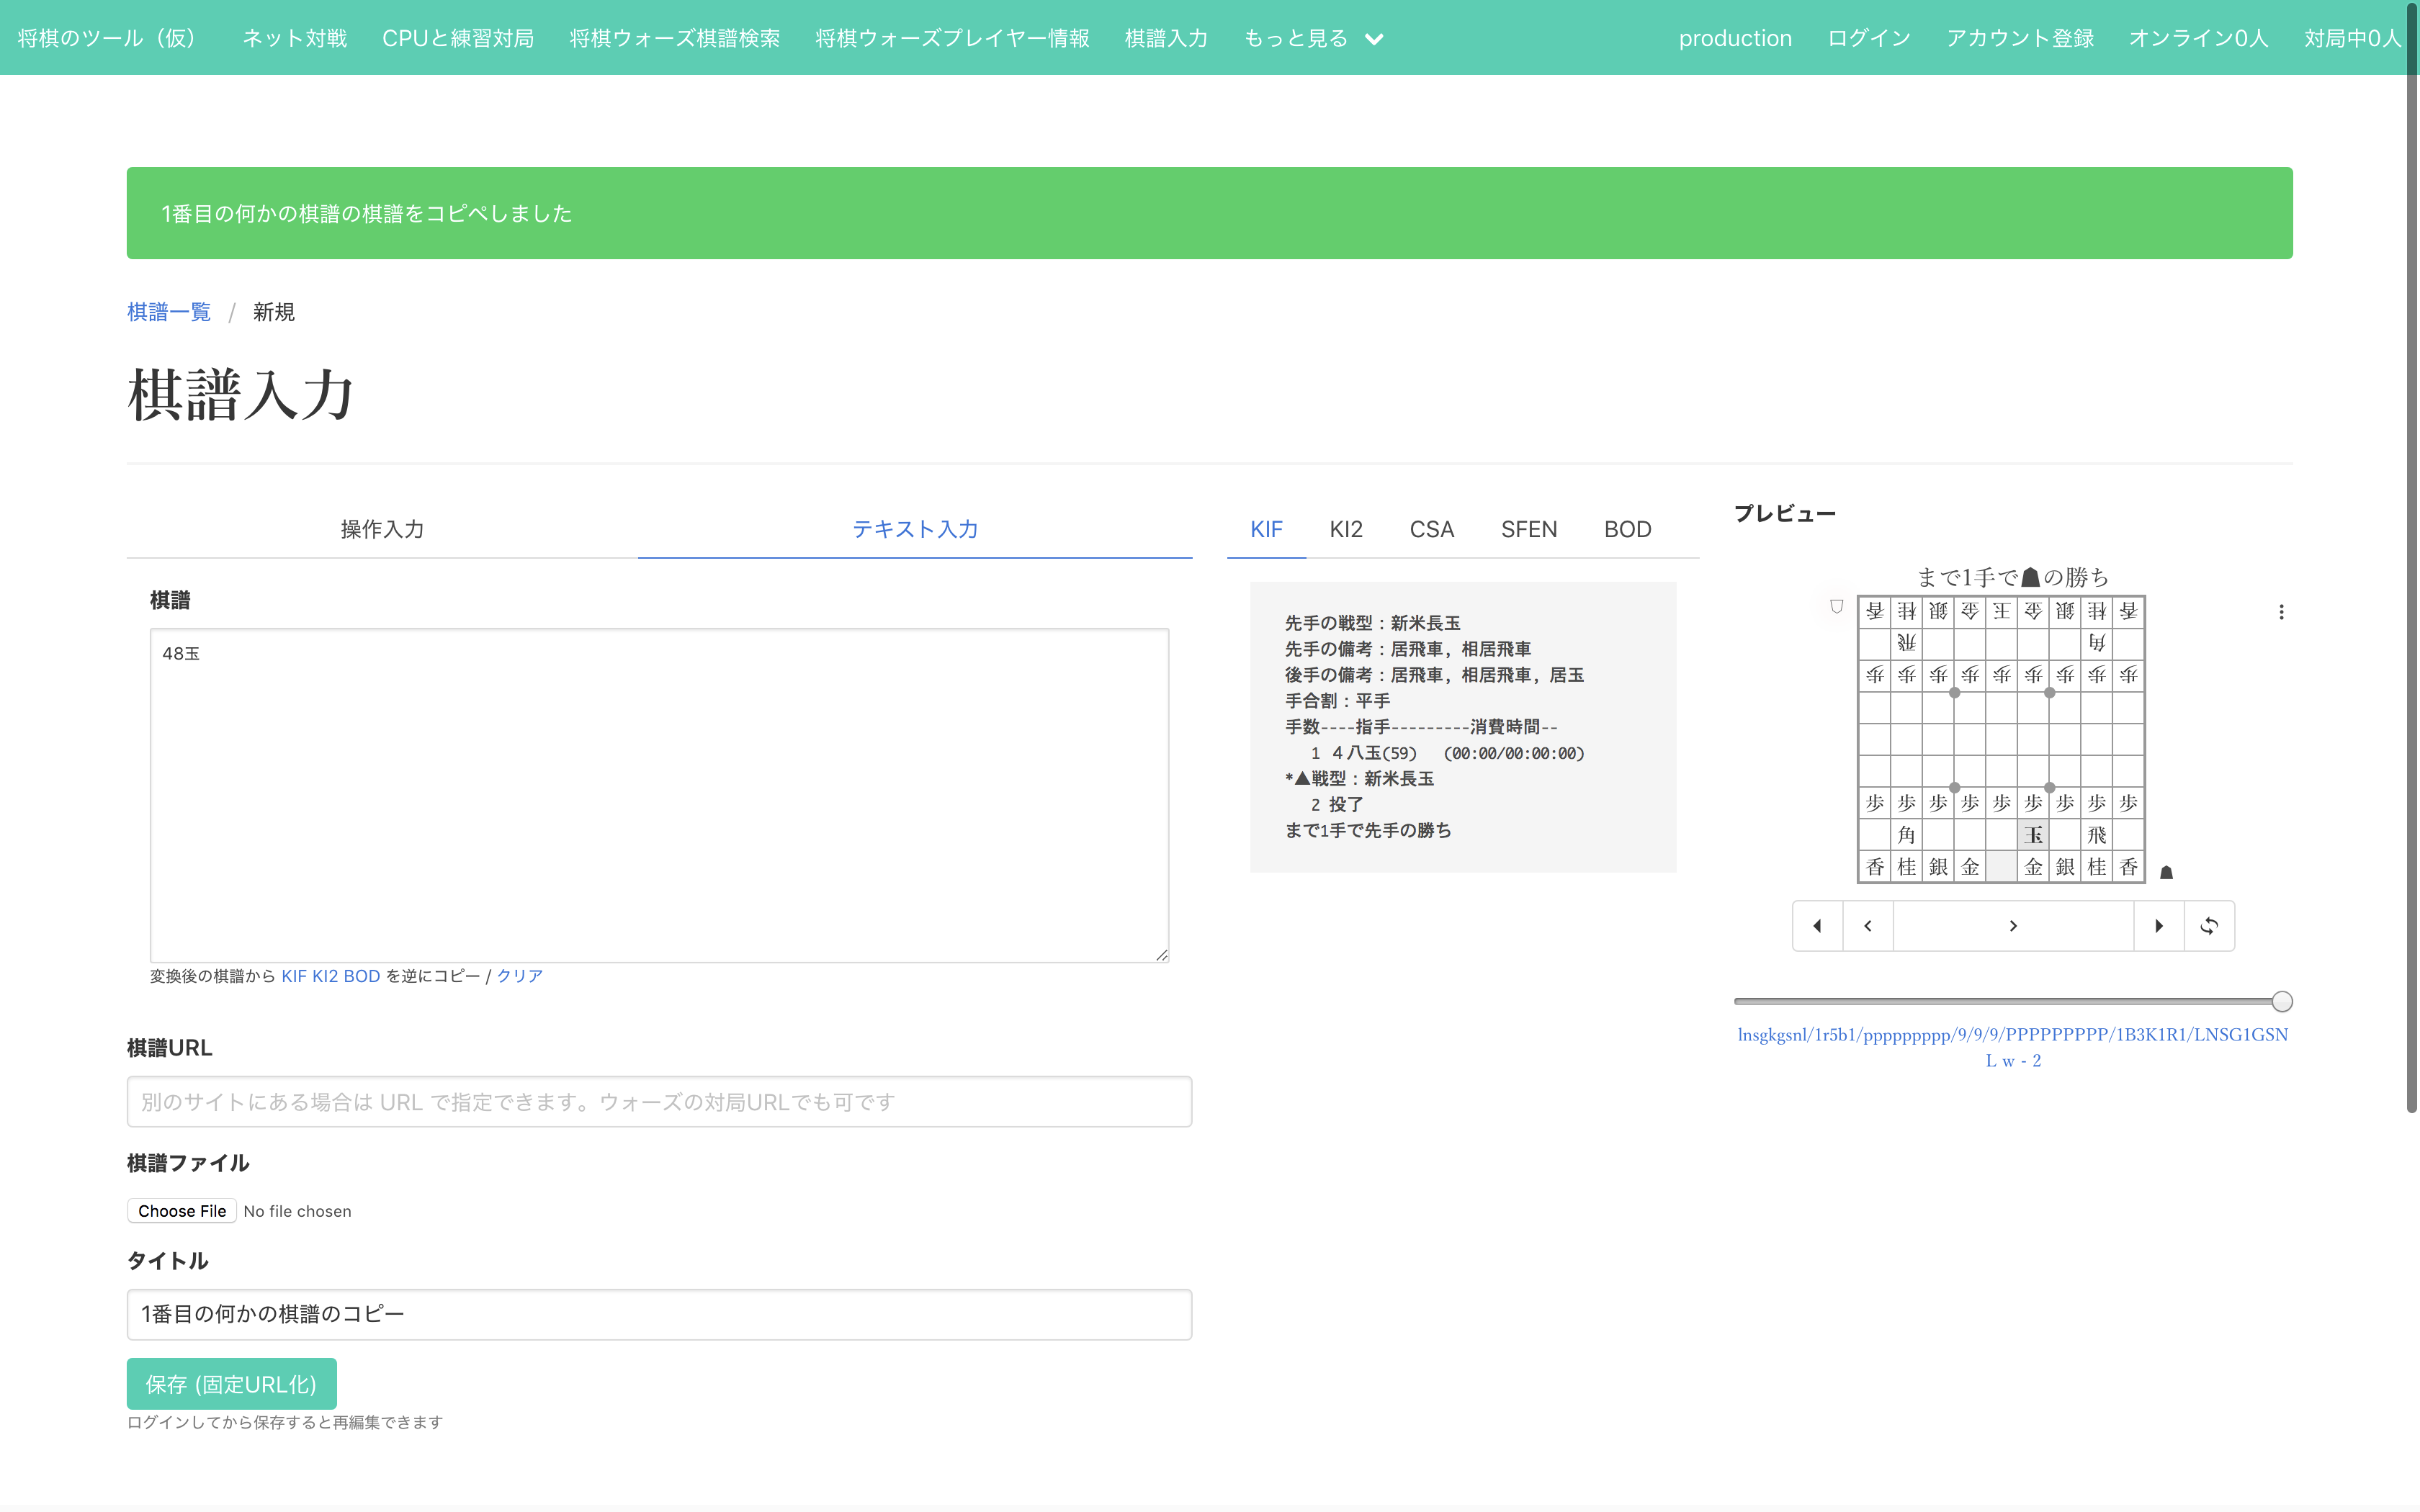 将棋のツール（仮） ネット対戦 CPUと練習対局 将棋ウォーズ棋譜検索 将棋ウォーズプレイヤー情報 棋譜入力 もっと見る production ログイン アカウント登録 オンライン0人 対局中0人
1番目の何かの棋譜の棋譜をコピペしました
棋譜一覧 / 新規
棋譜入力
操作入力 テキスト入力
棋譜
48玉
変換後の棋譜から KIF KI2 BOD を逆にコピー / クリア
棋譜URL
別のサイトにある場合は URL で指定できます。ウォーズの対局URLでも可です
棋譜ファイル
Choose File No file chosen
タイトル
1番目の何かの棋譜のコピー
保存 (固定URL化)
ログインしてから保存すると再編集できます
KIF KI2 CSA SFEN BOD
先手の戦型：新米長玉
先手の備考：居飛車, 相居飛車
後手の備考：居飛車, 相居飛車, 居玉
手合割：平手
手数----指手---------消費時間--
1 ４八玉(59) (00:00/00:00:00)
*▲戦型：新米長玉
2 投了
まで1手で先手の勝ち
プレビュー
まで1手で☗の勝ち
香桂銀金王金銀桂香
飛 角
歩歩歩歩歩歩歩歩歩
歩歩歩歩歩歩歩歩歩
角 玉 飛
香桂銀金 金銀桂香
lnsgkgsnl/1r5b1/ppppppppp/9/9/9/PPPPPPPPP/1B3K1R1/LNSG1GSN
L w - 2